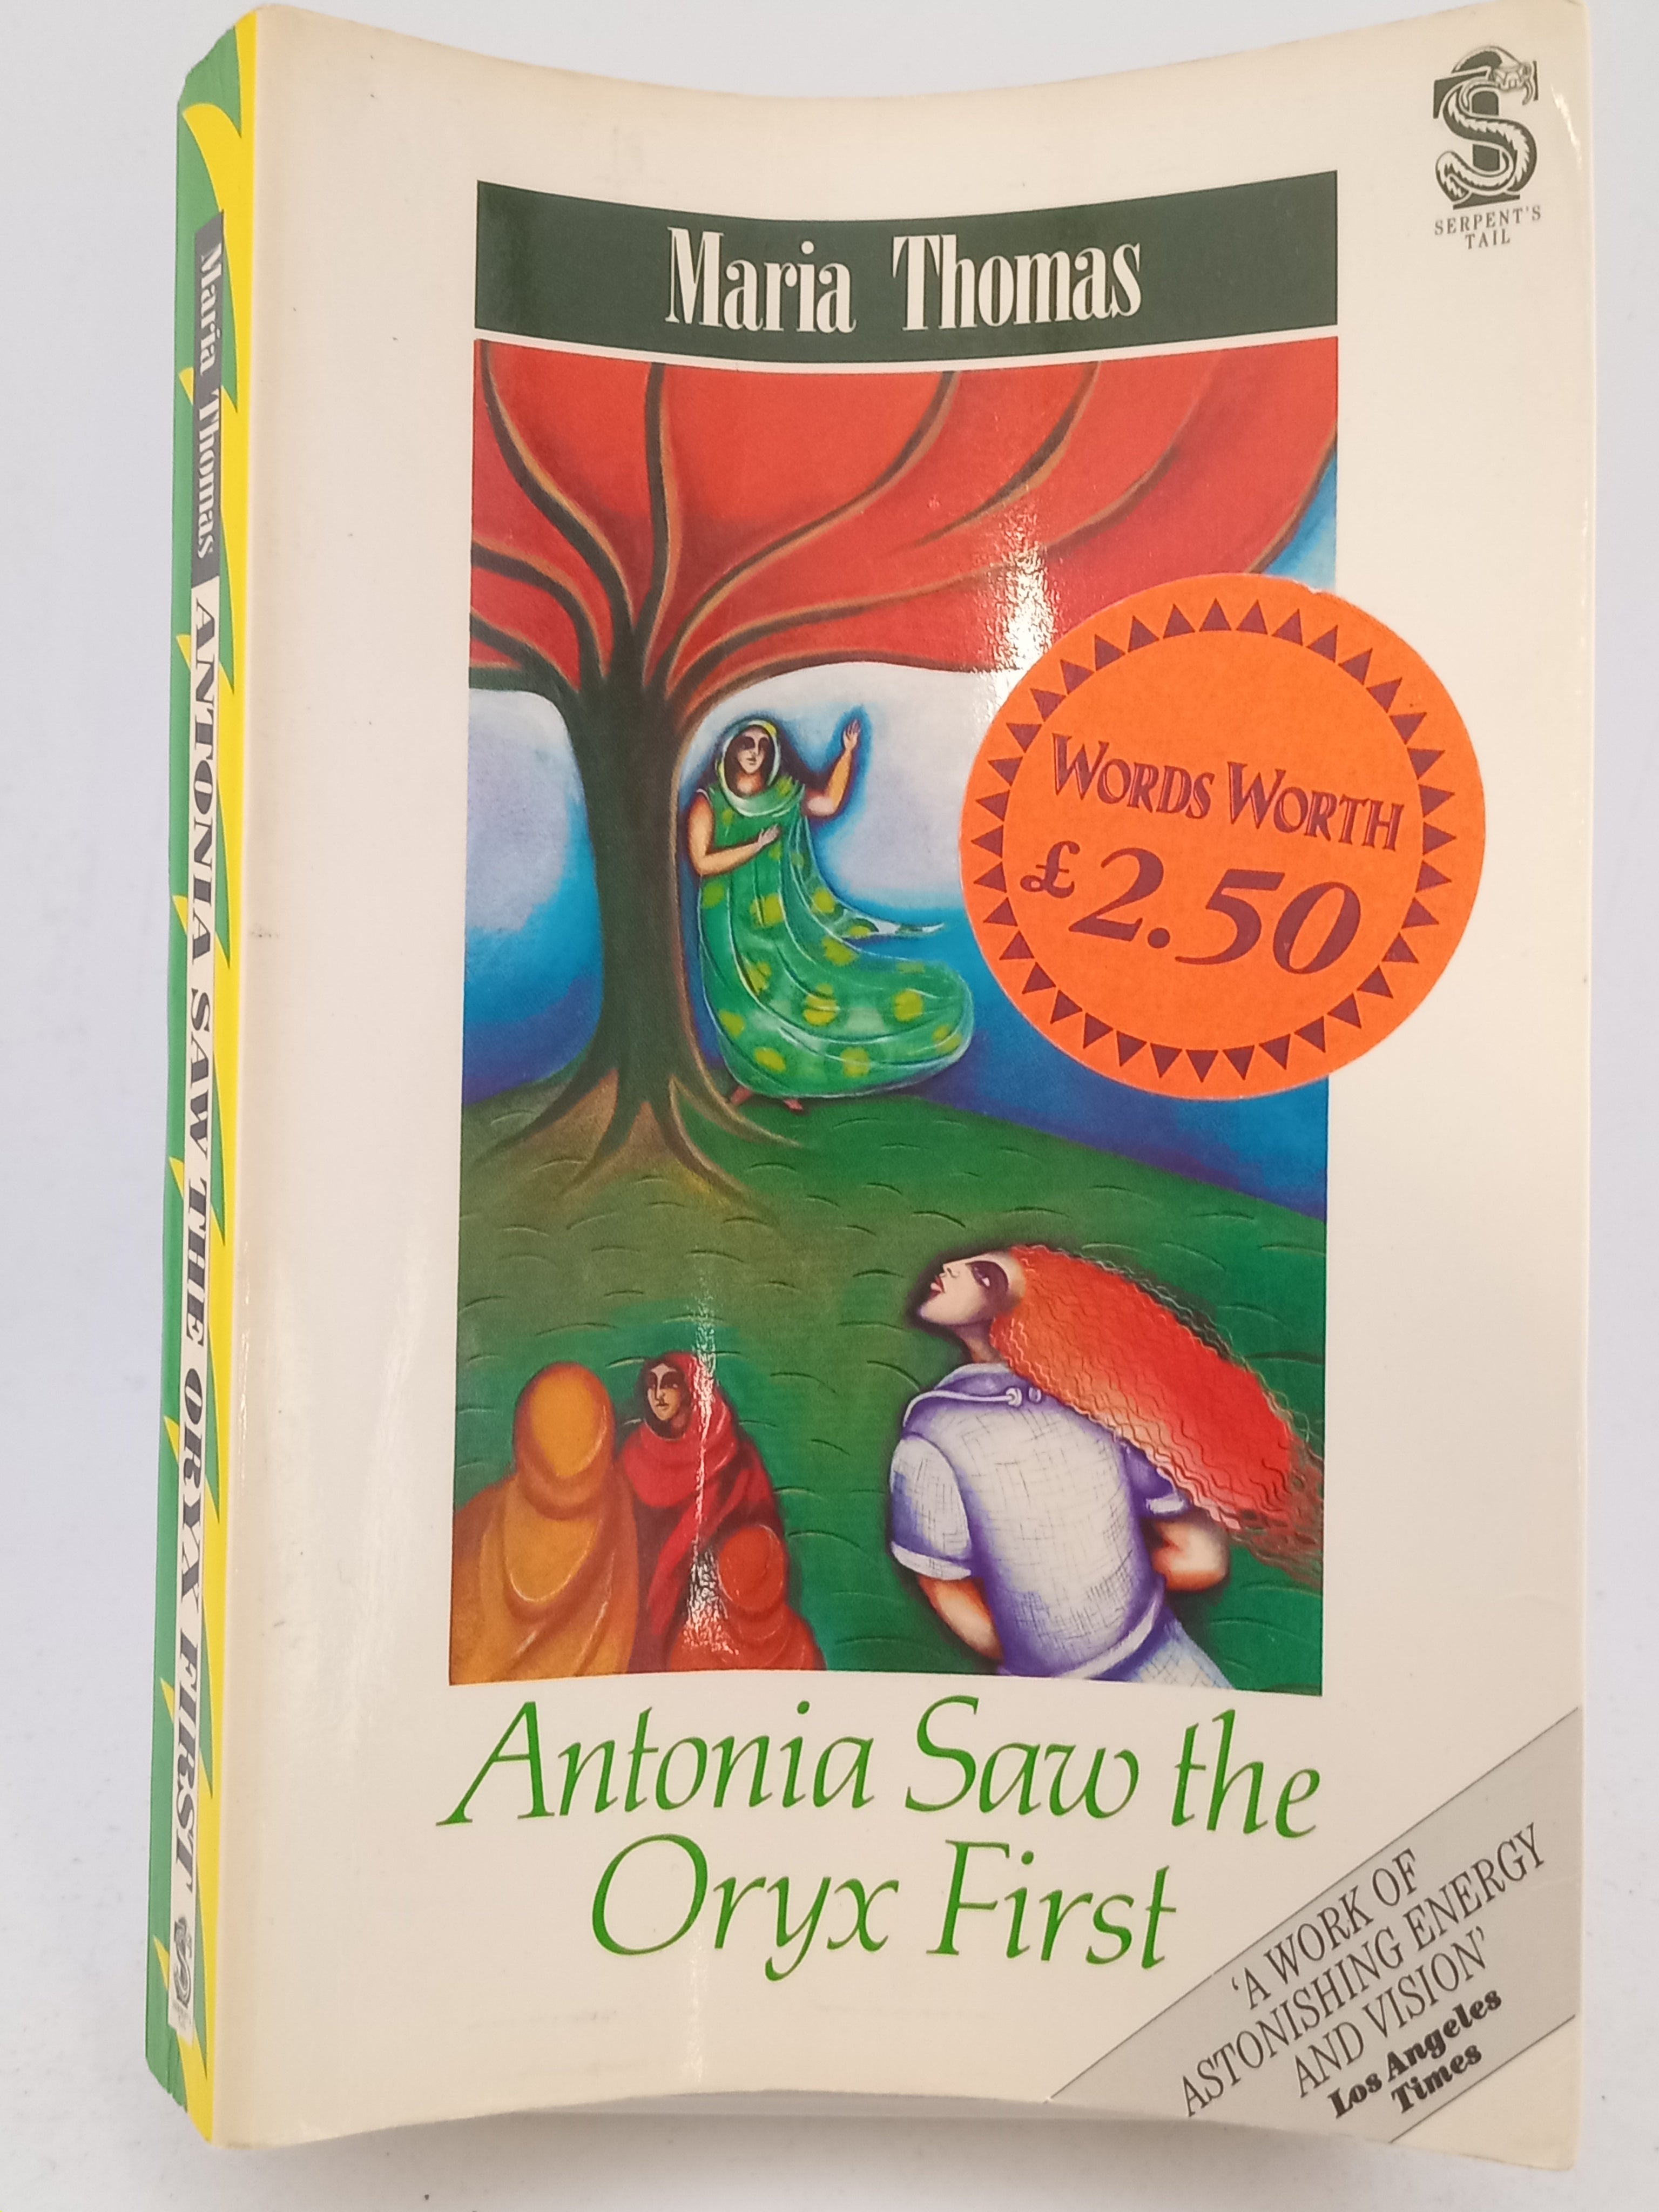 SERPENT'S
TAIL
Maria Thomas
WORDS WORTH
£2.50
Antonia Saw the
Oryx First
'A WORK OF
ASTONISHING ENERGY
AND VISION'
Los Angeles
Times
Maria Thomas ANTONIA SAW THE ORYX FIRST